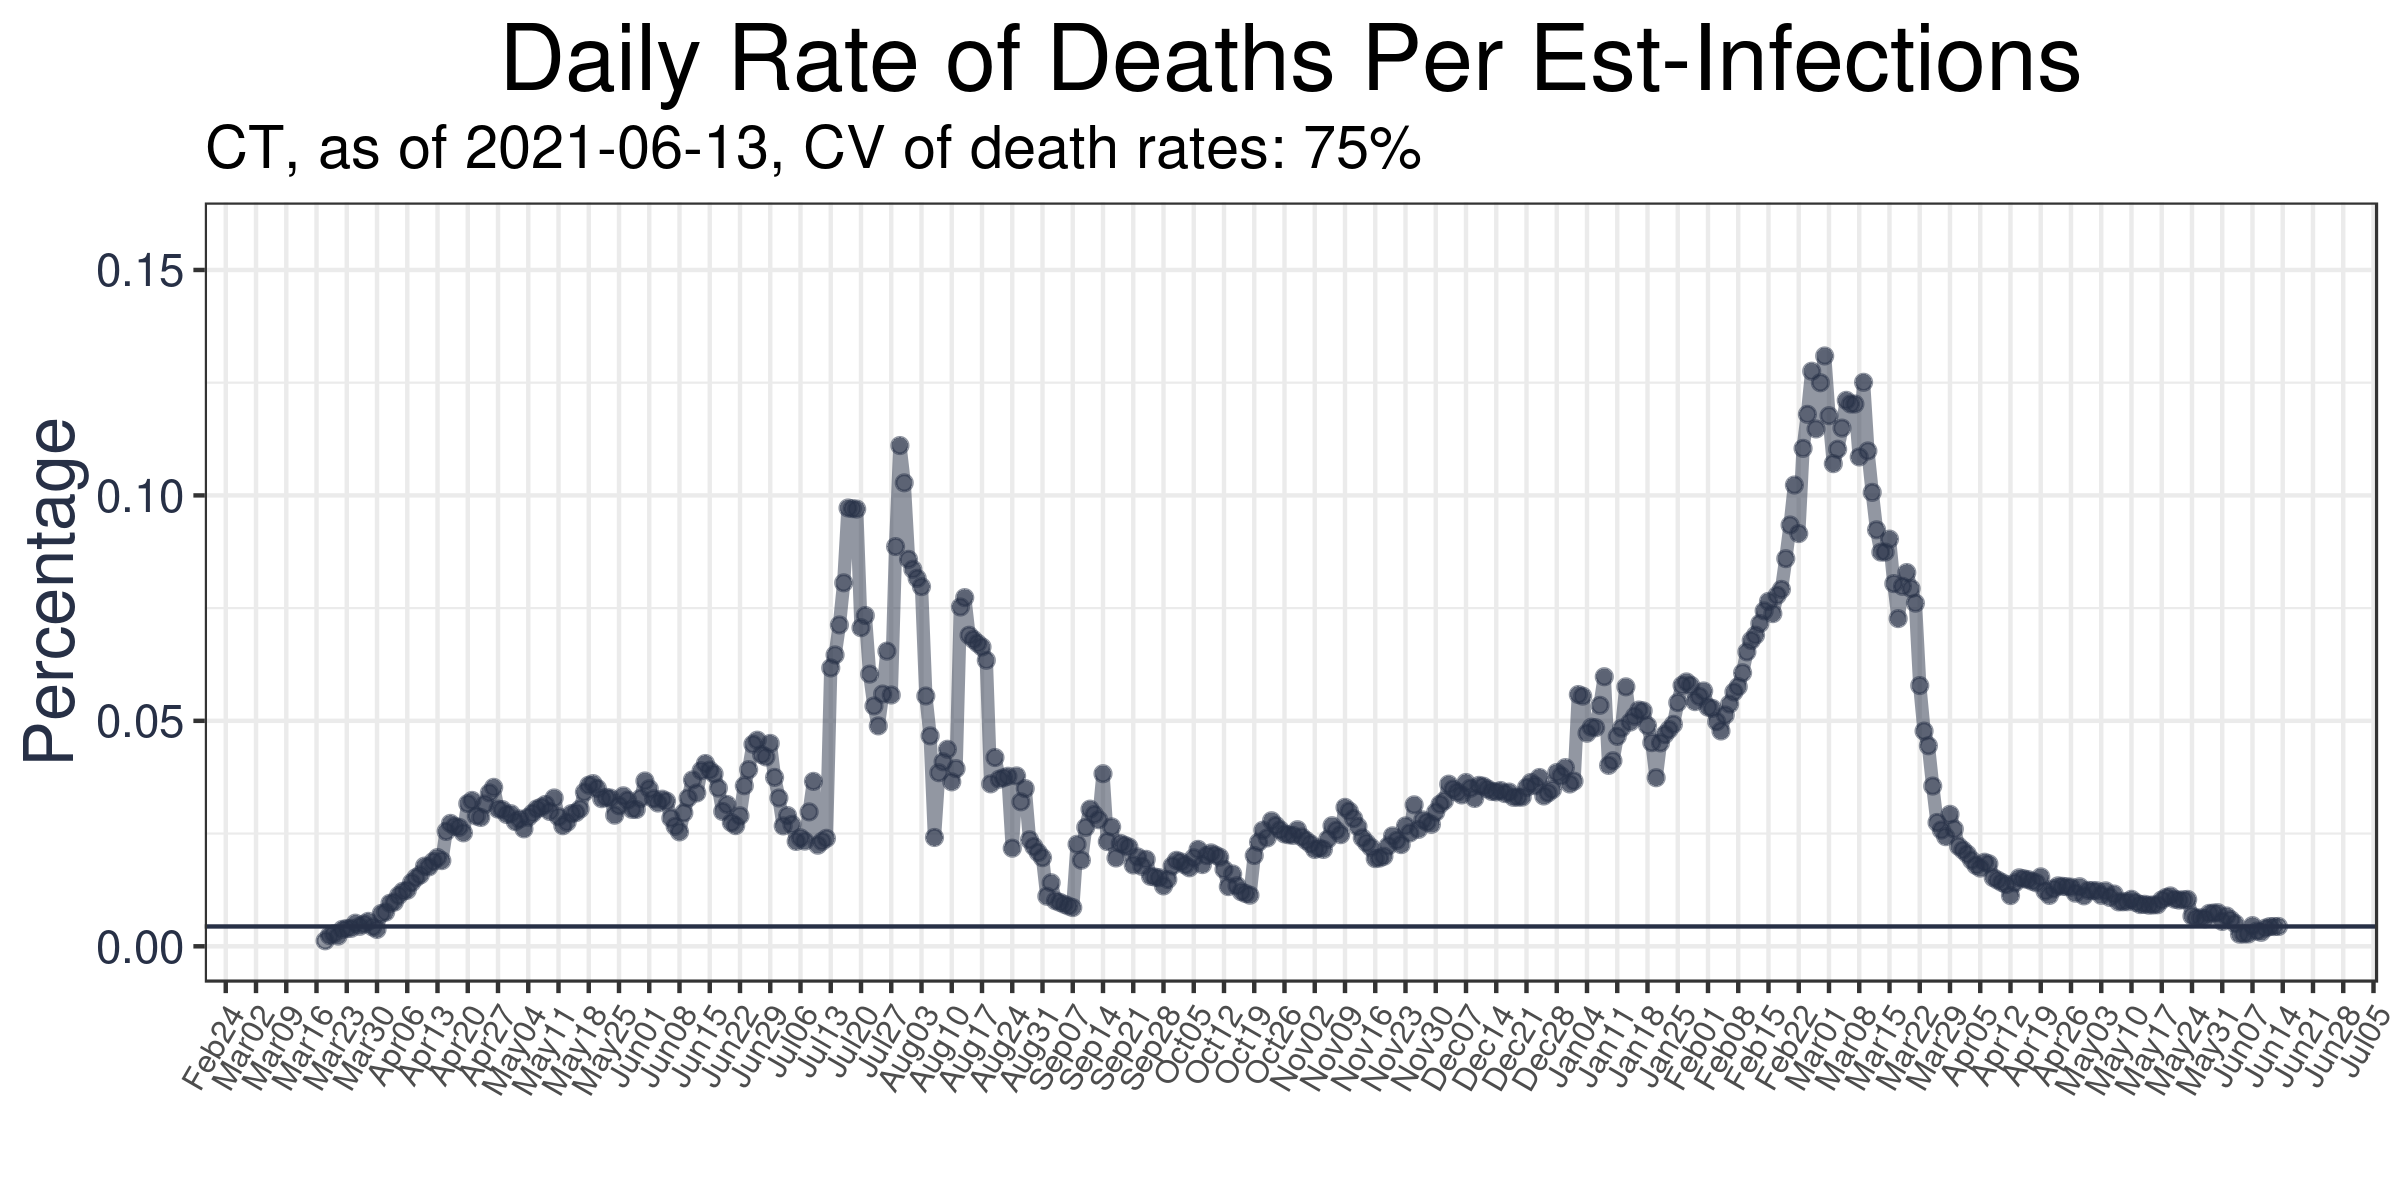 Daily Rate of Deaths Per Est-Infections
CT, as of 2021-06-13, CV of death rates: 75%
Percentage
0.15
0.10
0.05
0.00
Feb24
Mar02
Mar09
Mar16
Mar23
Mar30
Apr06
Apr13
Apr20
Apr27
May04
May11
May18
May25
Jun01
Jun08
Jun15
Jun22
Jun29
Jul06
Jul13
Jul20
Jul27
Aug03
Aug10
Aug17
Aug24
Aug31
Sep07
Sep14
Sep21
Sep28
Oct05
Oct12
Oct19
Oct26
Nov02
Nov09
Nov16
Nov23
Nov30
Dec07
Dec14
Dec21
Dec28
Jan04
Jan11
Jan18
Jan25
Feb01
Feb08
Feb15
Feb22
Mar01
Mar08
Mar15
Mar22
Mar29
Apr05
Apr12
Apr19
Apr26
May03
May10
May17
May24
May31
Jun07
Jun14
Jun21
Jun28
Jul05